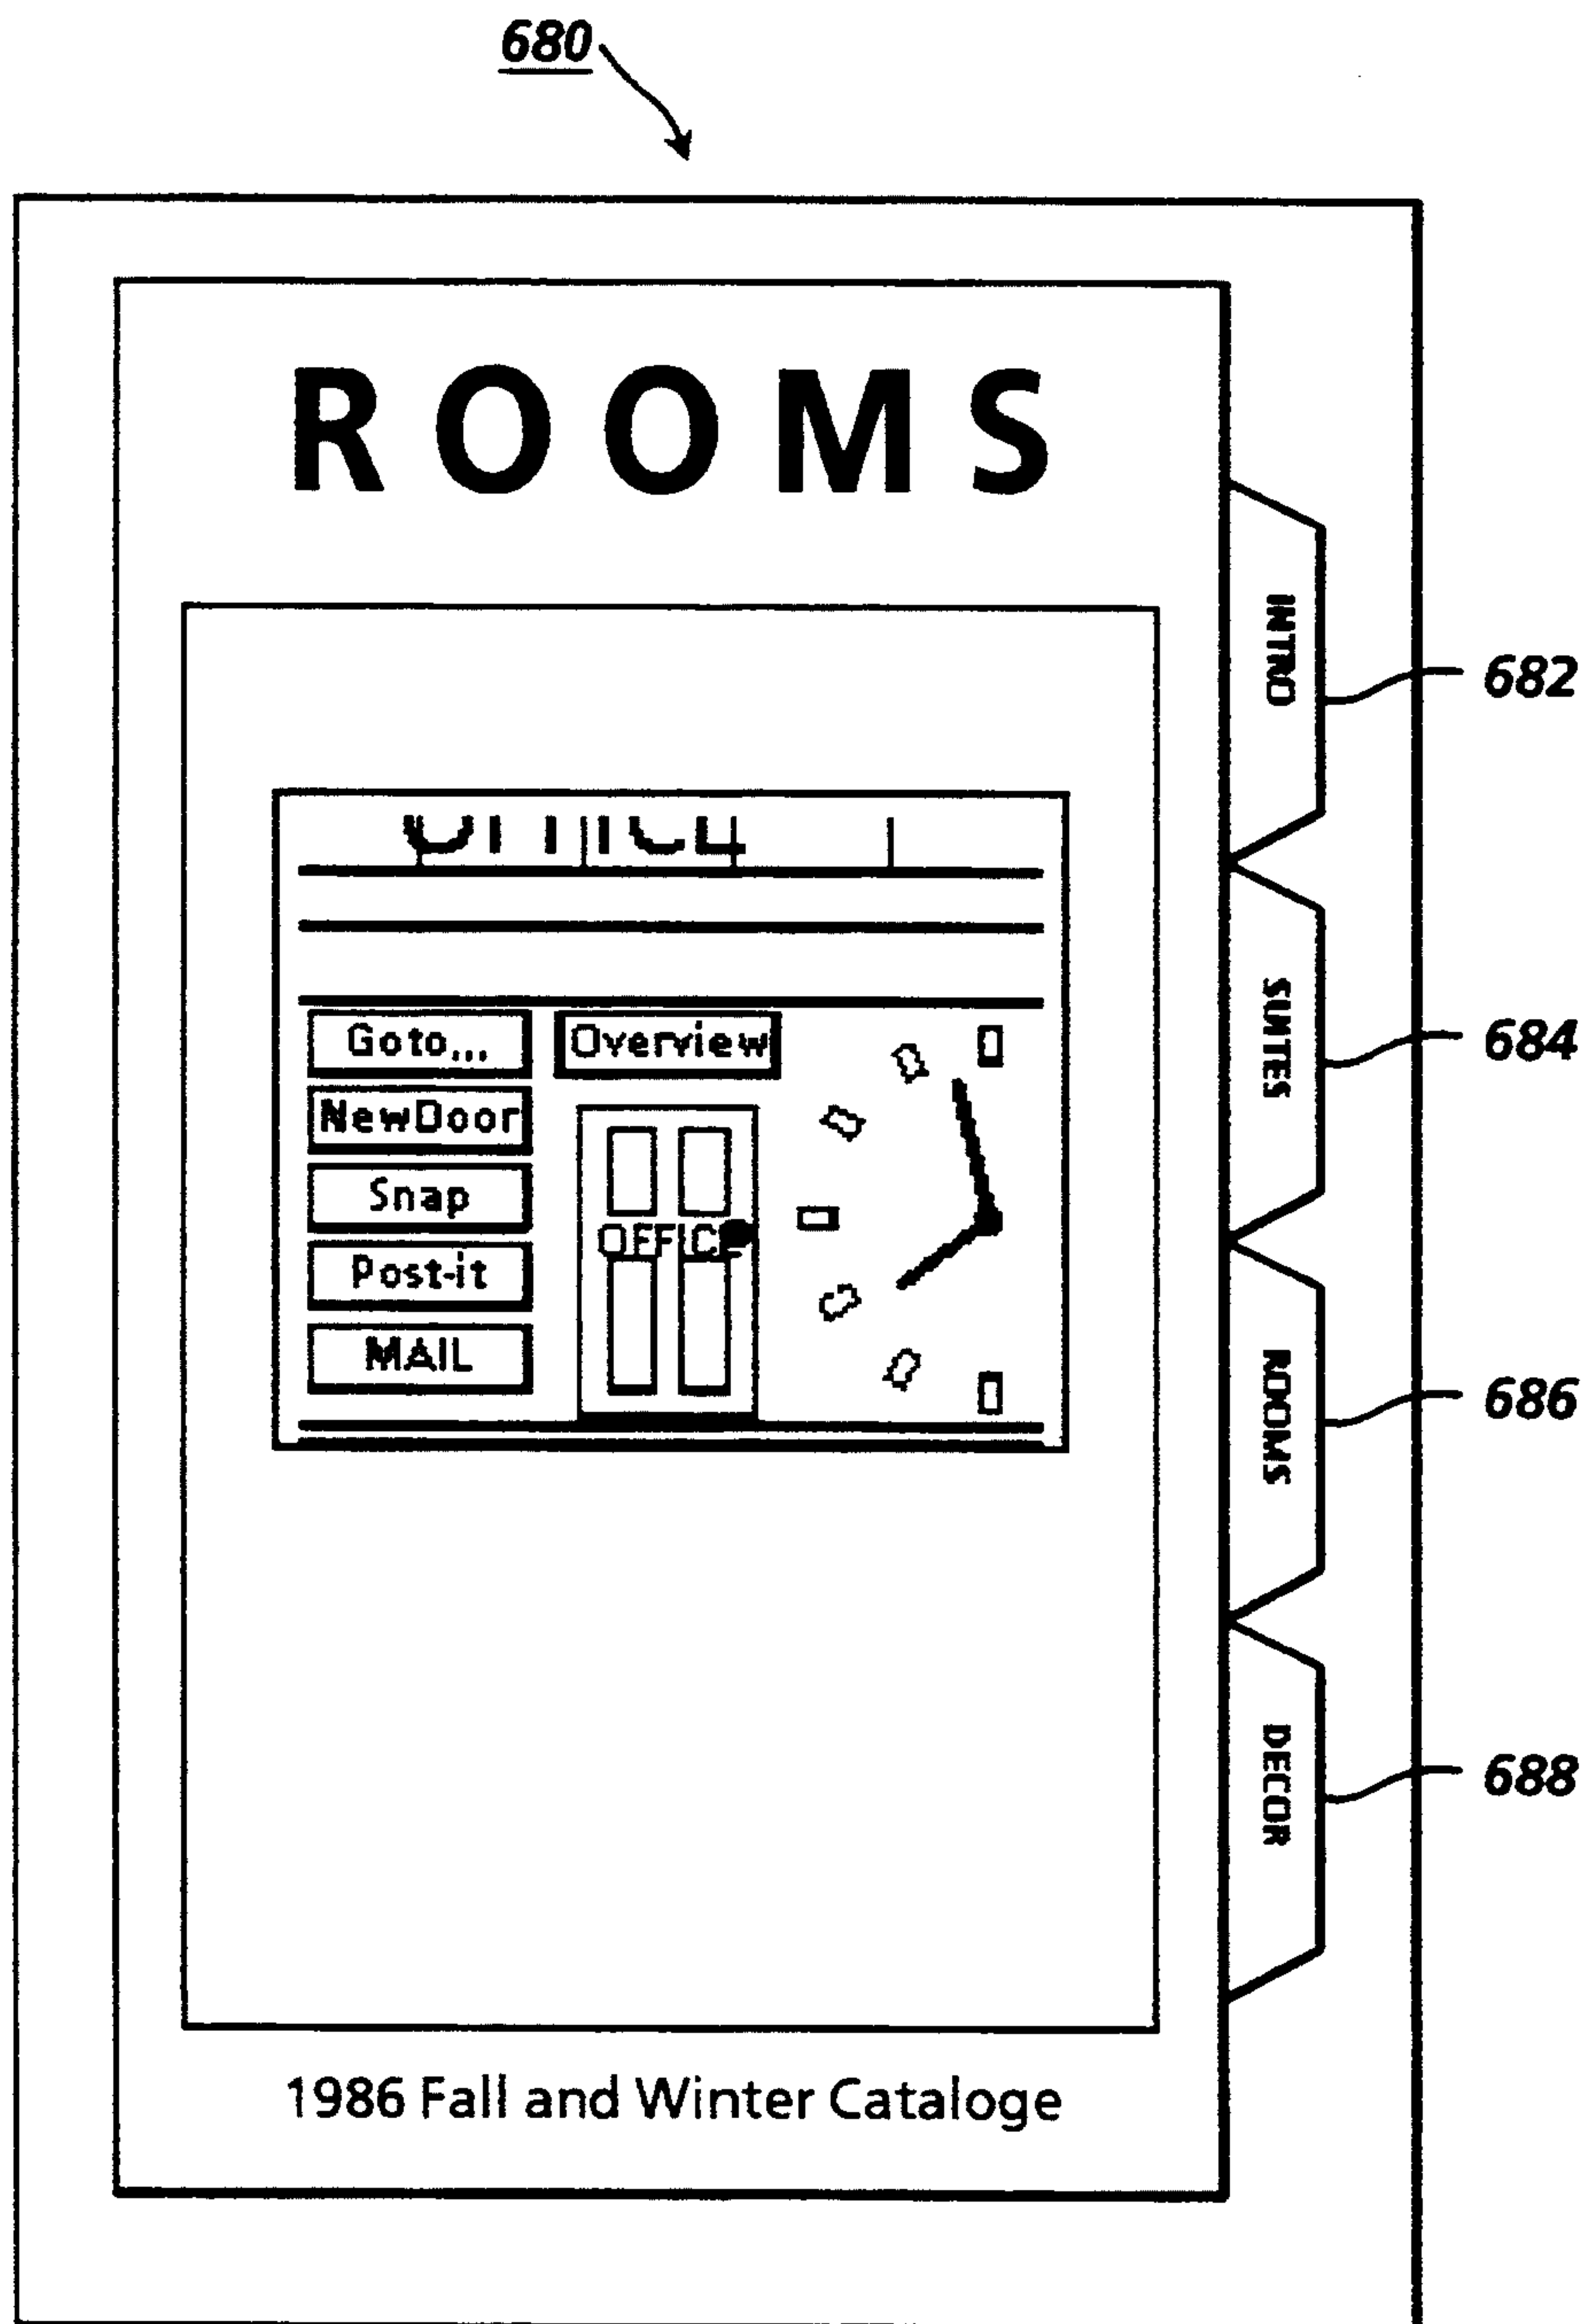 680
ROOMS
INTRO
682
SUITES
684
ROOMS
686
DECOR
688
Goto...
Overview
NewDoor
Snap
OFFICE
Post-it
MAIL
1986 Fall and Winter Cataloge